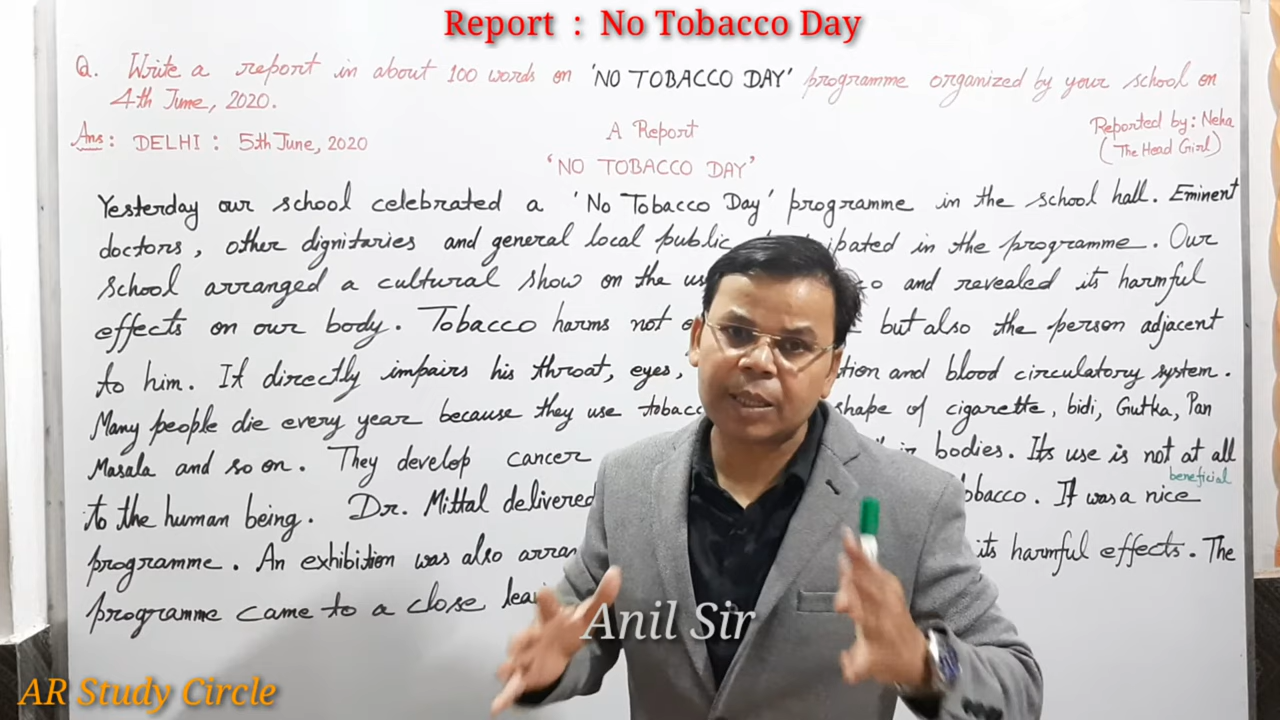 Report : No Tobacco Day
Q. Write a report in about 100 words on 'NO TOBACCO DAY' programme organized by your school on
4th June, 2020.
Ans: DELHI : 5th June, 2020
A Report
Reported by: Neha
(The Head Girl)
'NO TOBACCO DAY'
Yesterday our school celebrated a 'No Tobacco Day' programme in the school hall. Eminent
doctors, other dignitaries and general local public in the programme. Our
school arranged a cultural show on the and revealed its harmful
effects on our body. Tobacco harms not but also the person adjacent
to him. It directly impairs his throat, eyes, and blood circulatory system.
Many people die every year because they use shape of cigarette, bidi, Gutka, Pan
Masala and so on. They develop cancer bodies. Its use is not at all
beneficial
to the human being. Dr. Mittal delivered It was a nice
programme. An exhibition was also its harmful effects. The
programme came to a close
Anil Sir
AR Study Circle